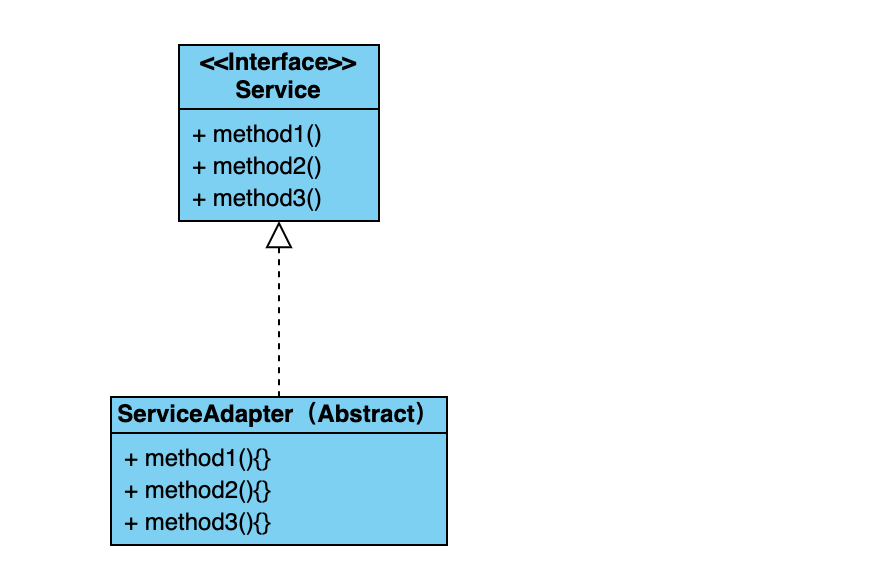 <<Interface>>
Service
+ method1()
+ method2()
+ method3()
ServiceAdapter（Abstract）
+ method1(){}
+ method2(){}
+ method3(){}